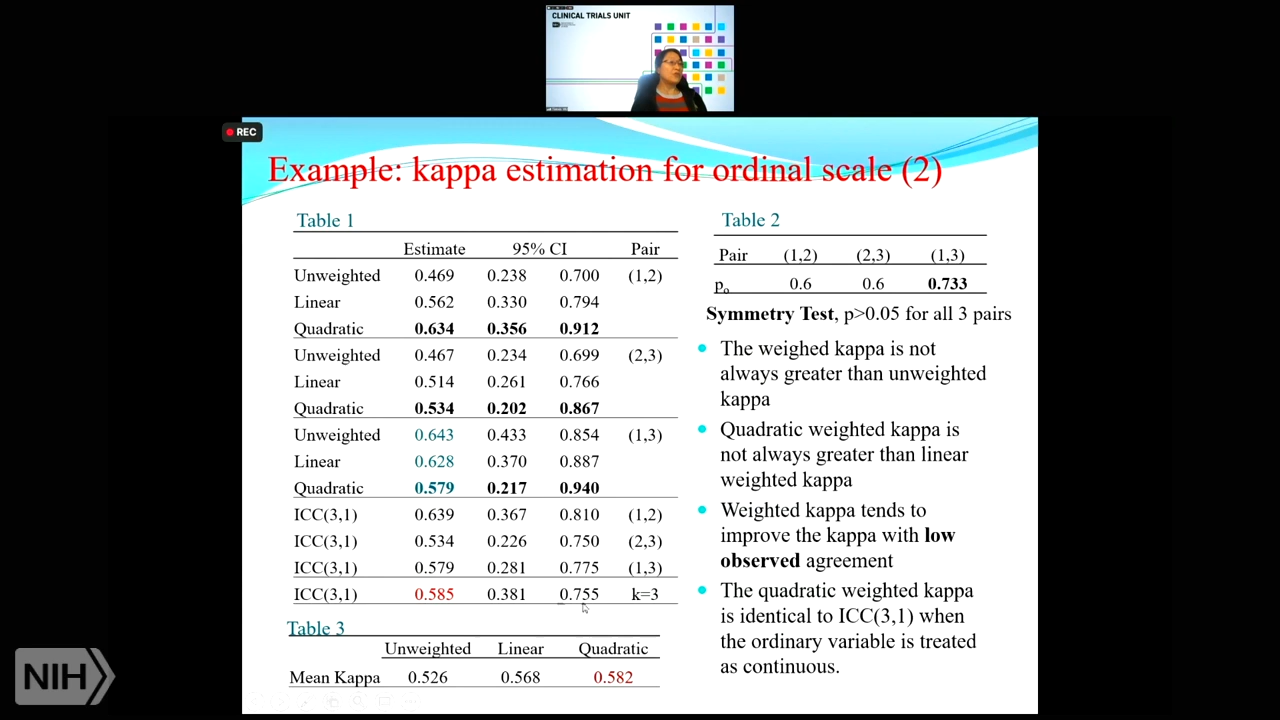 CLINICAL TRIALS UNIT
REC
Example: kappa estimation for ordinal scale (2)
Table 1
Estimate 95% CI Pair
Unweighted 0.469 0.238 0.700 (1,2)
Linear 0.562 0.330 0.794
Quadratic 0.634 0.356 0.912
Unweighted 0.467 0.234 0.699 (2,3)
Linear 0.514 0.261 0.766
Quadratic 0.534 0.202 0.867
Unweighted 0.643 0.433 0.854 (1,3)
Linear 0.628 0.370 0.887
Quadratic 0.579 0.217 0.940
ICC(3,1) 0.639 0.367 0.810 (1,2)
ICC(3,1) 0.534 0.226 0.750 (2,3)
ICC(3,1) 0.579 0.281 0.775 (1,3)
ICC(3,1) 0.585 0.381 0.755 k=3
Table 3
Unweighted Linear Quadratic
Mean Kappa 0.526 0.568 0.582
Table 2
Pair (1,2) (2,3) (1,3)
po 0.6 0.6 0.733
Symmetry Test, p>0.05 for all 3 pairs
• The weighed kappa is not
always greater than unweighted
kappa
• Quadratic weighted kappa is
not always greater than linear
weighted kappa
• Weighted kappa tends to
improve the kappa with low
observed agreement
• The quadratic weighted kappa
is identical to ICC(3,1) when
the ordinary variable is treated
as continuous.
NIH